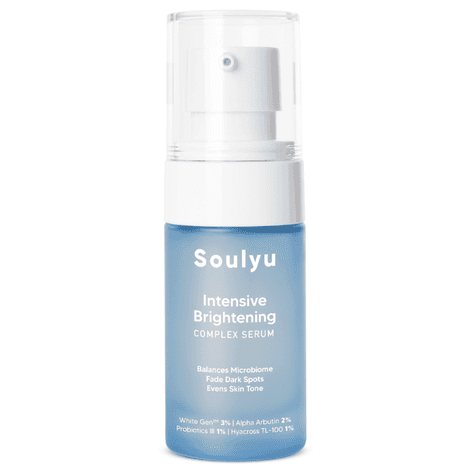 Soulyu
Intensive
Brightening
COMPLEX SERUM
Balances Microbiome
Fade Dark Spots
Evens Skin Tone
White Gen™ 3% | Alpha Arbutin 2%
Probiotics III 1% | Hyacross TL-100 1%